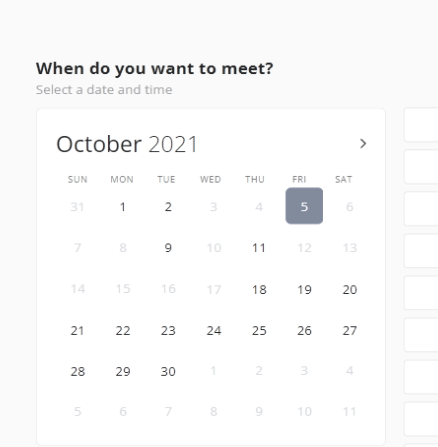 When do you want to meet?
Select a date and time
October 2021
SUN MON TUE WED THU FRI SAT
31 1 2 3 4 5 6
7 8 9 10 11 12 13
14 15 16 17 18 19 20
21 22 23 24 25 26 27
28 29 30 1 2 3 4
5 6 7 8 9 10 11